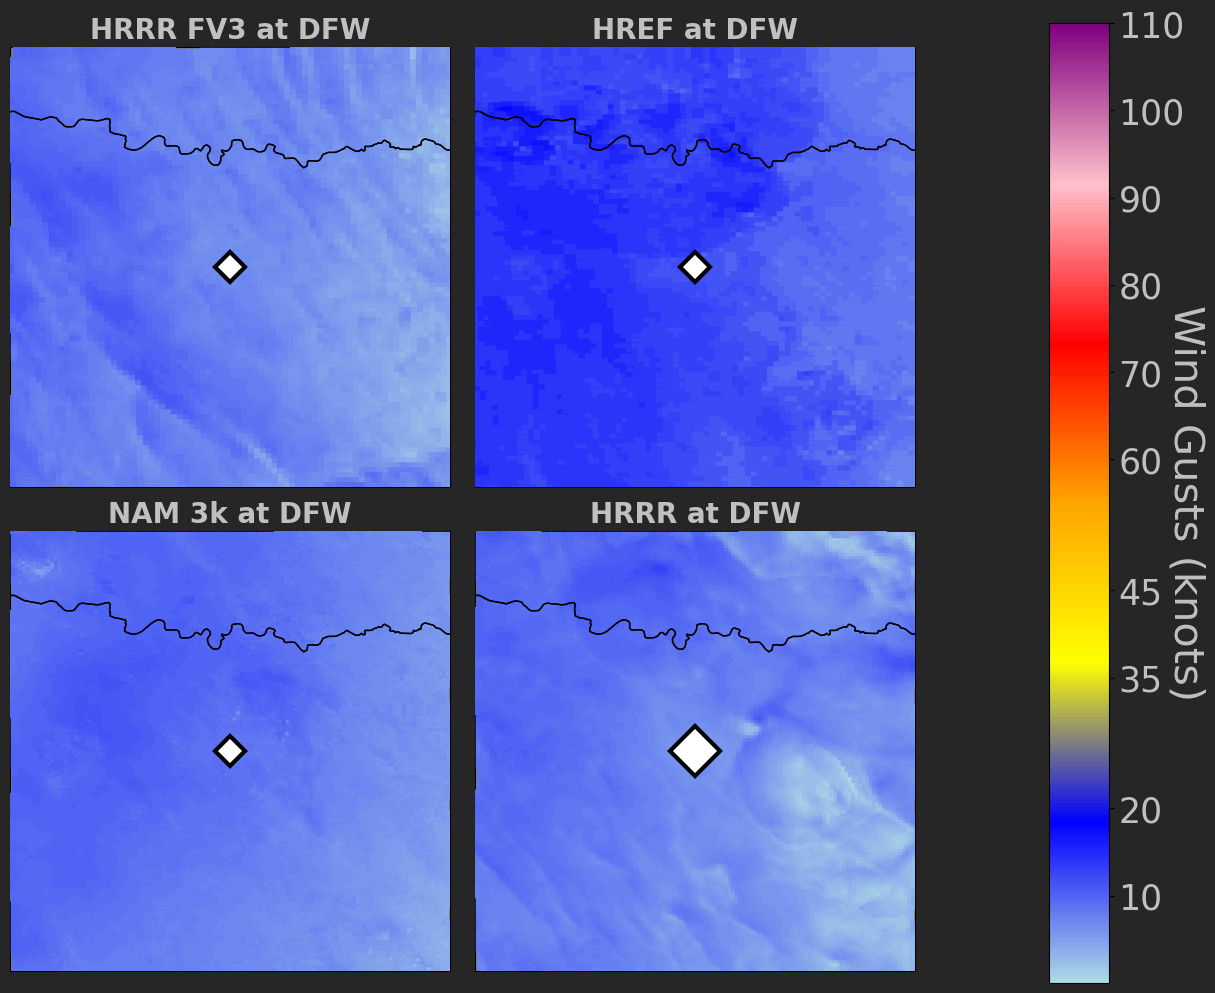 HRRR FV3 at DFW
HREF at DFW
NAM 3k at DFW
HRRR at DFW
110
100
90
80
70
60
45
35
20
10
Wind Gusts (knots)